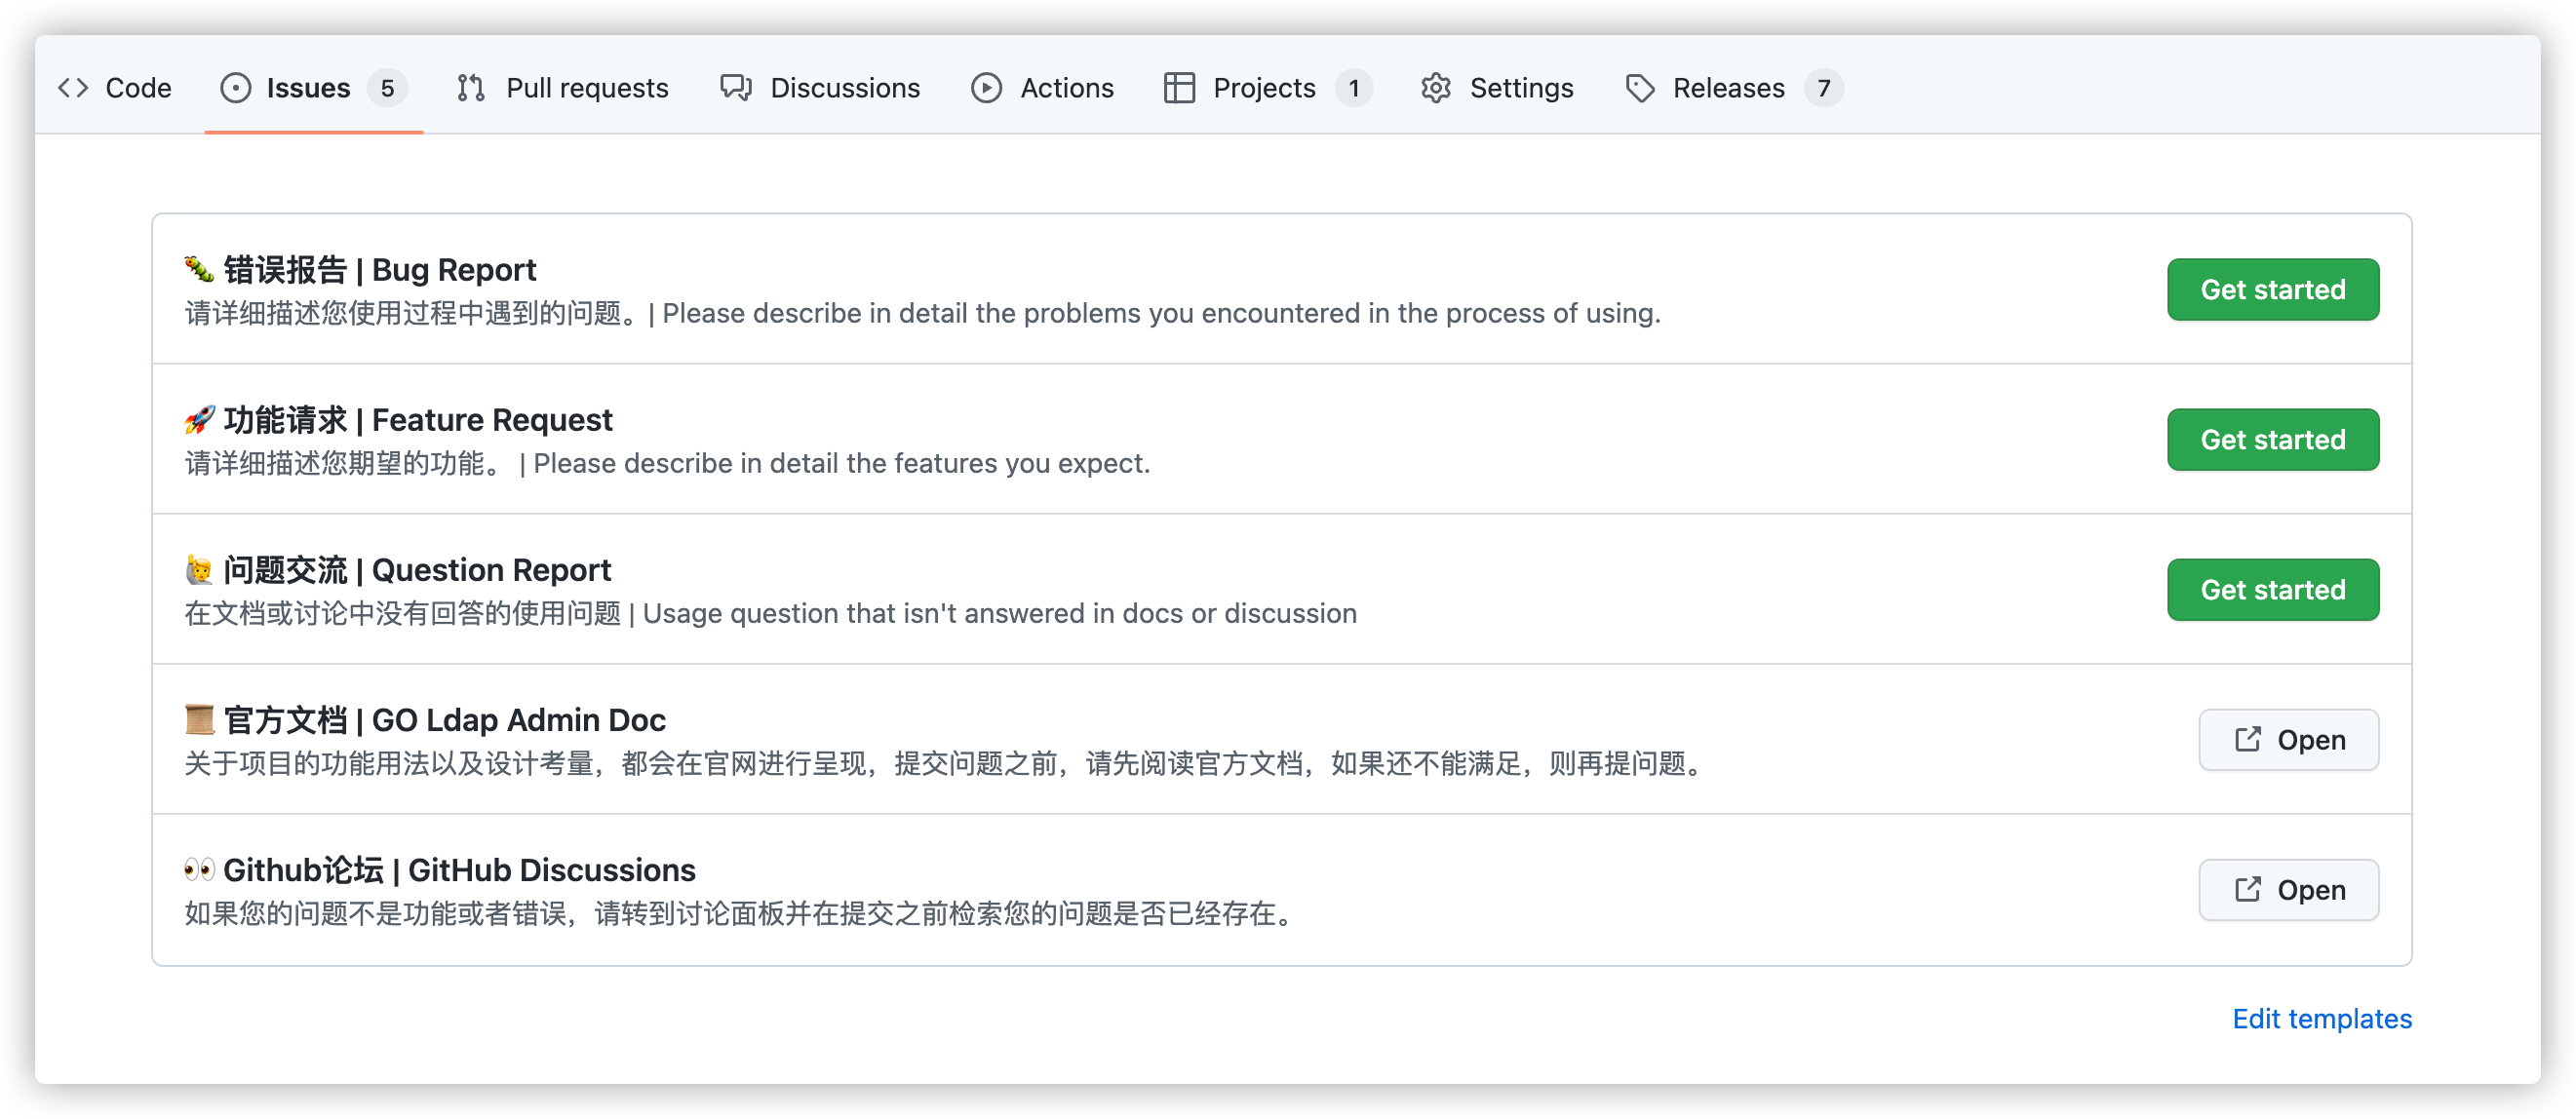 Code Issues 5 Pull requests Discussions Actions Projects 1 Settings Releases 7
🐛 错误报告 | Bug Report
请详细描述您使用过程中遇到的问题。| Please describe in detail the problems you encountered in the process of using.
Get started
🚀 功能请求 | Feature Request
请详细描述您期望的功能。 | Please describe in detail the features you expect.
Get started
🙋 问题交流 | Question Report
在文档或讨论中没有回答的使用问题 | Usage question that isn't answered in docs or discussion
Get started
📜 官方文档 | GO Ldap Admin Doc
关于项目的功能用法以及设计考量，都会在官网进行呈现，提交问题之前，请先阅读官方文档，如果还不能满足，则再提问题。
Open
👀 Github论坛 | GitHub Discussions
如果您的问题不是功能或者错误，请转到讨论面板并在提交之前检索您的问题是否已经存在。
Open
Edit templates